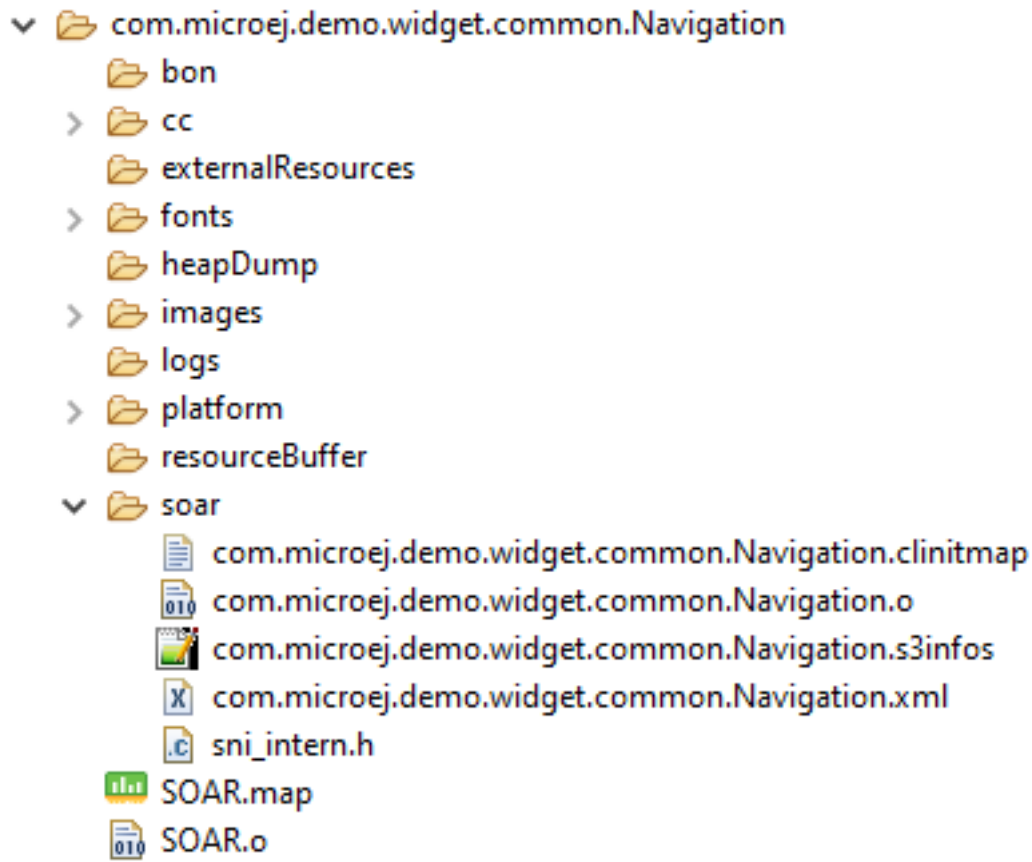 com.microej.demo.widget.common.Navigation
bon
cc
externalResources
fonts
heapDump
images
logs
platform
resourceBuffer
soar
com.microej.demo.widget.common.Navigation.clinitmap
010 com.microej.demo.widget.common.Navigation.o
com.microej.demo.widget.common.Navigation.s3infos
X com.microej.demo.widget.common.Navigation.xml
.c sni_intern.h
SOAR.map
010 SOAR.o